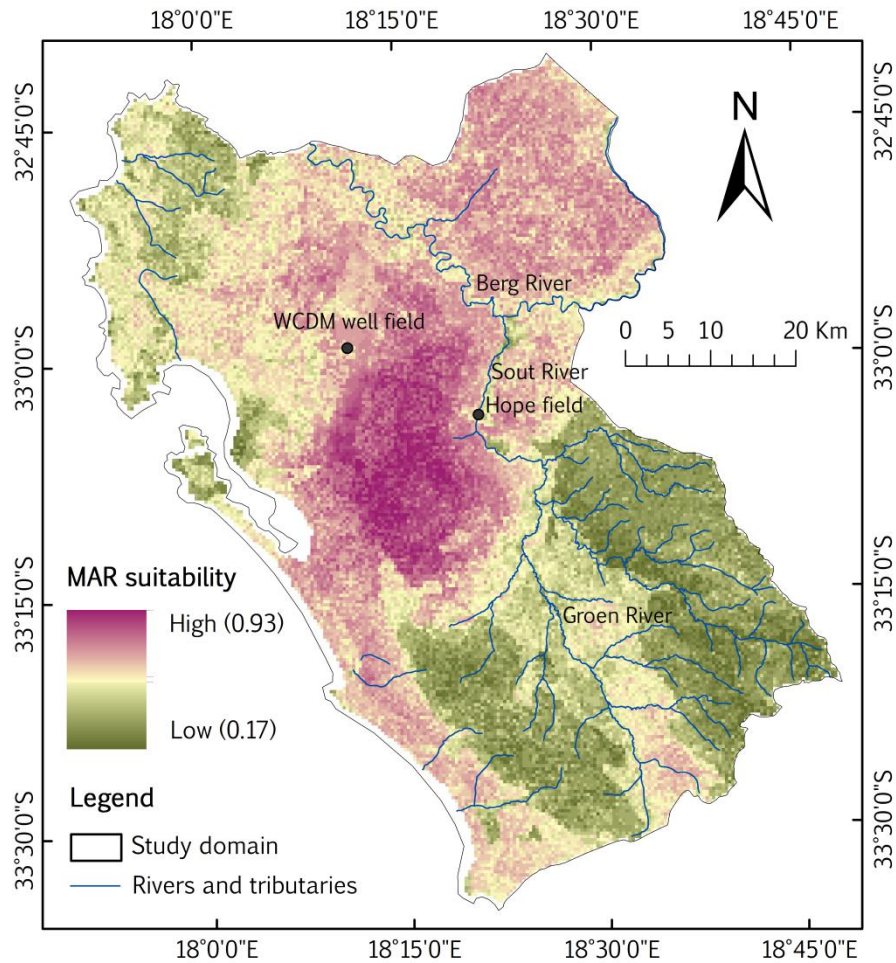 18°0'0"E 18°15'0"E 18°30'0"E 18°45'0"E
32°45'0"S 32°45'0"S
N
Berg River
WCDM well field
0 5 10 20 Km
33°0'0"S 33°0'0"S
Sout River
Hope field
MAR suitability
High (0.93)
33°15'0"S 33°15'0"S
Groen River
Low (0.17)
Legend
Study domain
33°30'0"S 33°30'0"S
Rivers and tributaries
18°0'0"E 18°15'0"E 18°30'0"E 18°45'0"E